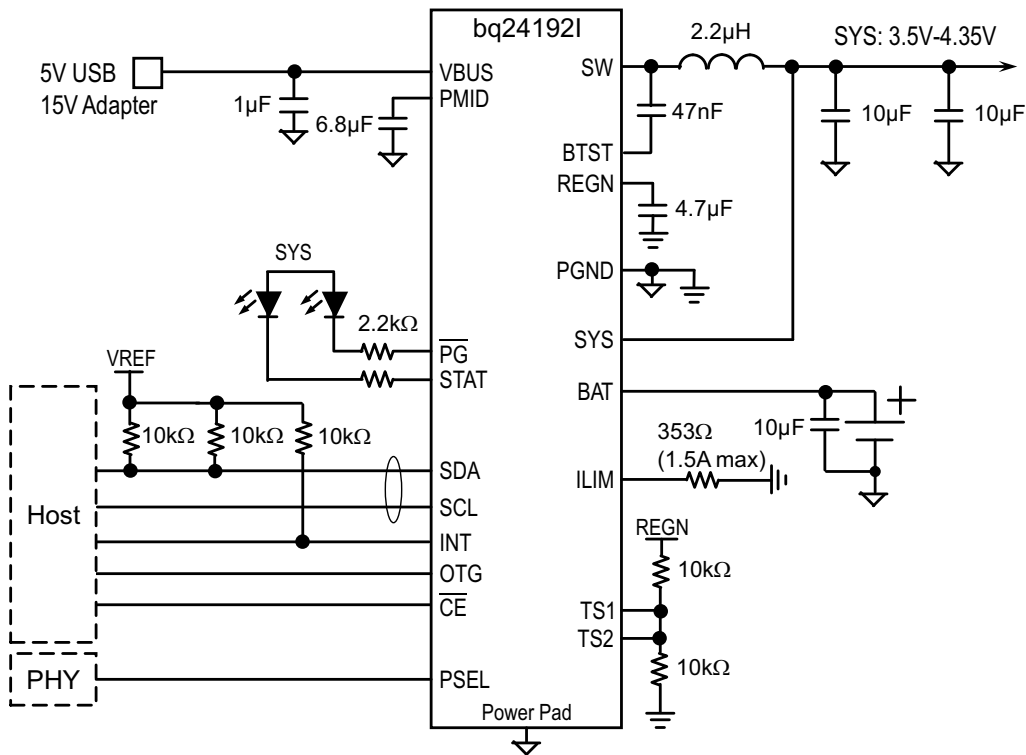 bq24192I
5V USB
15V Adapter
1µF
6.8µF
VBUS
PMID
SW
2.2µH
SYS: 3.5V-4.35V
47nF
10µF
10µF
BTST
REGN
4.7µF
PGND
SYS
SYS
2.2kΩ
PG
STAT
VREF
10kΩ
10kΩ
10kΩ
BAT
10µF
+
353Ω
(1.5A max)
ILIM
Host
SDA
SCL
INT
OTG
CE
REGN
10kΩ
TS1
TS2
10kΩ
PHY
PSEL
Power Pad